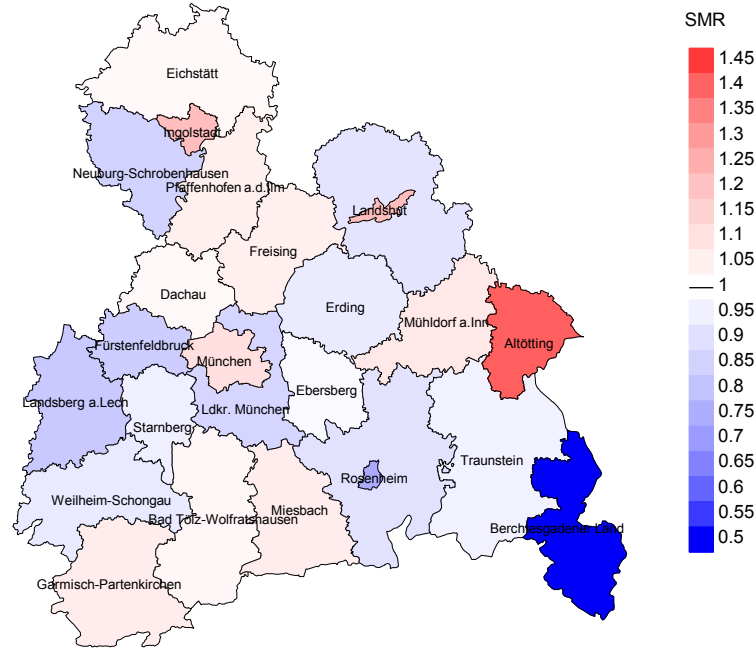 SMR
Eichstätt
Ingolstadt
Neuburg-Schrobenhausen
Pfaffenhofen a.d.Ilm
Landshut
Freising
Dachau
Erding
Mühldorf a.Inn
Altötting
Fürstenfeldbruck
München
Ebersberg
Landsberg a.Lech
Ldkr. München
Starnberg
Traunstein
Rosenheim
Weilheim-Schongau
Miesbach
Bad Tölz-Wolfratshausen
Berchtesgadener Land
Garmisch-Partenkirchen
1.45
1.4
1.35
1.3
1.25
1.2
1.15
1.1
1.05
1
0.95
0.9
0.85
0.8
0.75
0.7
0.65
0.6
0.55
0.5